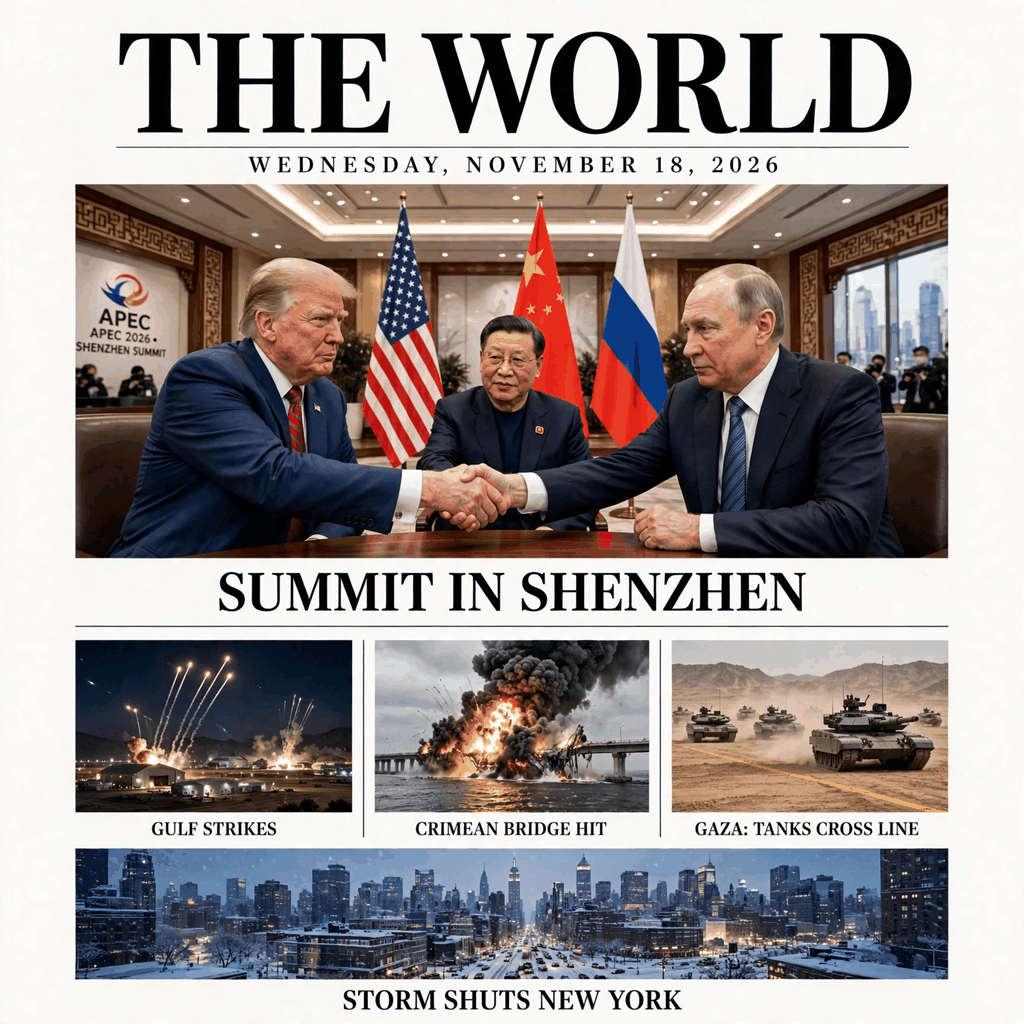 THE WORLD
WEDNESDAY, NOVEMBER 18, 2026
APEC
APEC 2026 •
SHENZHEN SUMMIT
SUMMIT IN SHENZHEN
GULF STRIKES
CRIMEAN BRIDGE HIT
GAZA: TANKS CROSS LINE
STORM SHUTS NEW YORK